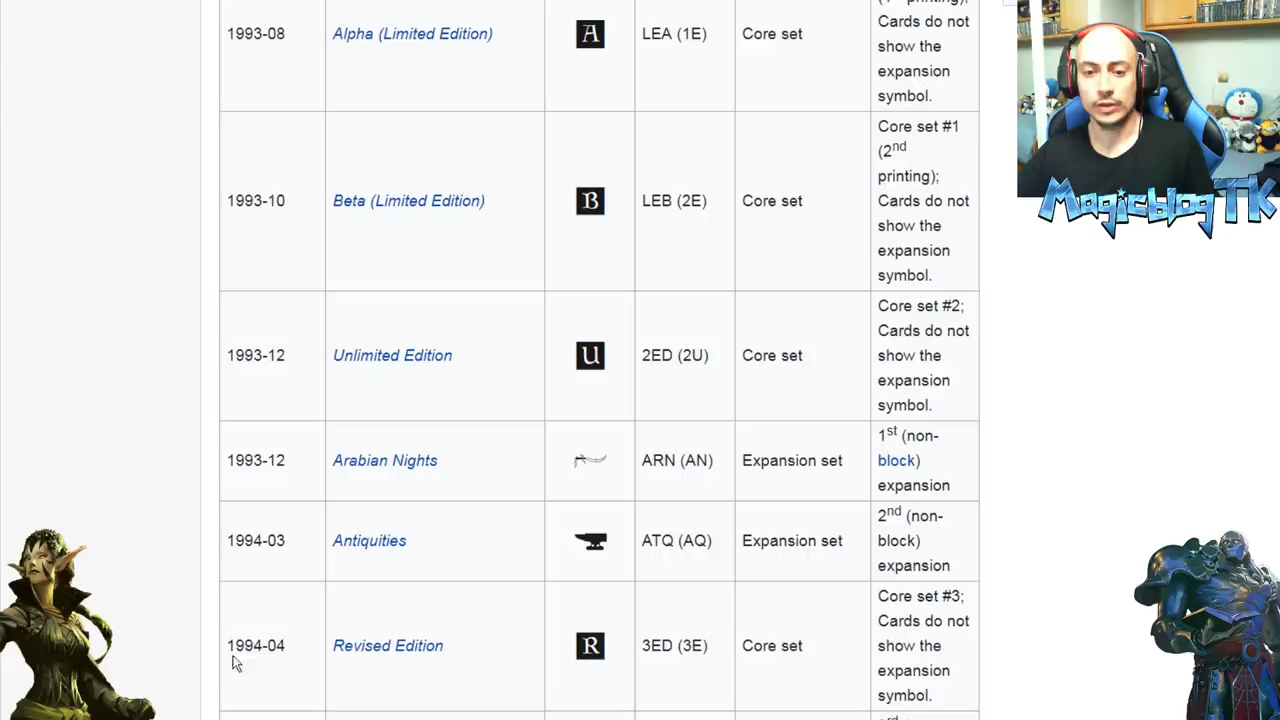 (1st printing);
1993-08 Alpha (Limited Edition) A LEA (1E) Core set
Cards do not
show the
expansion
symbol.
Core set #1
(2nd
printing);
1993-10 Beta (Limited Edition) B LEB (2E) Core set
Cards do not
show the
expansion
symbol.
Core set #2;
Cards do not
1993-12 Unlimited Edition U 2ED (2U) Core set
show the
expansion
symbol.
1st (non-
1993-12 Arabian Nights ARN (AN) Expansion set
block)
expansion
2nd (non-
1994-03 Antiquities ATQ (AQ) Expansion set
block)
expansion
Core set #3;
Cards do not
1994-04 Revised Edition R 3ED (3E) Core set
show the
expansion
symbol.
MagicblogTK